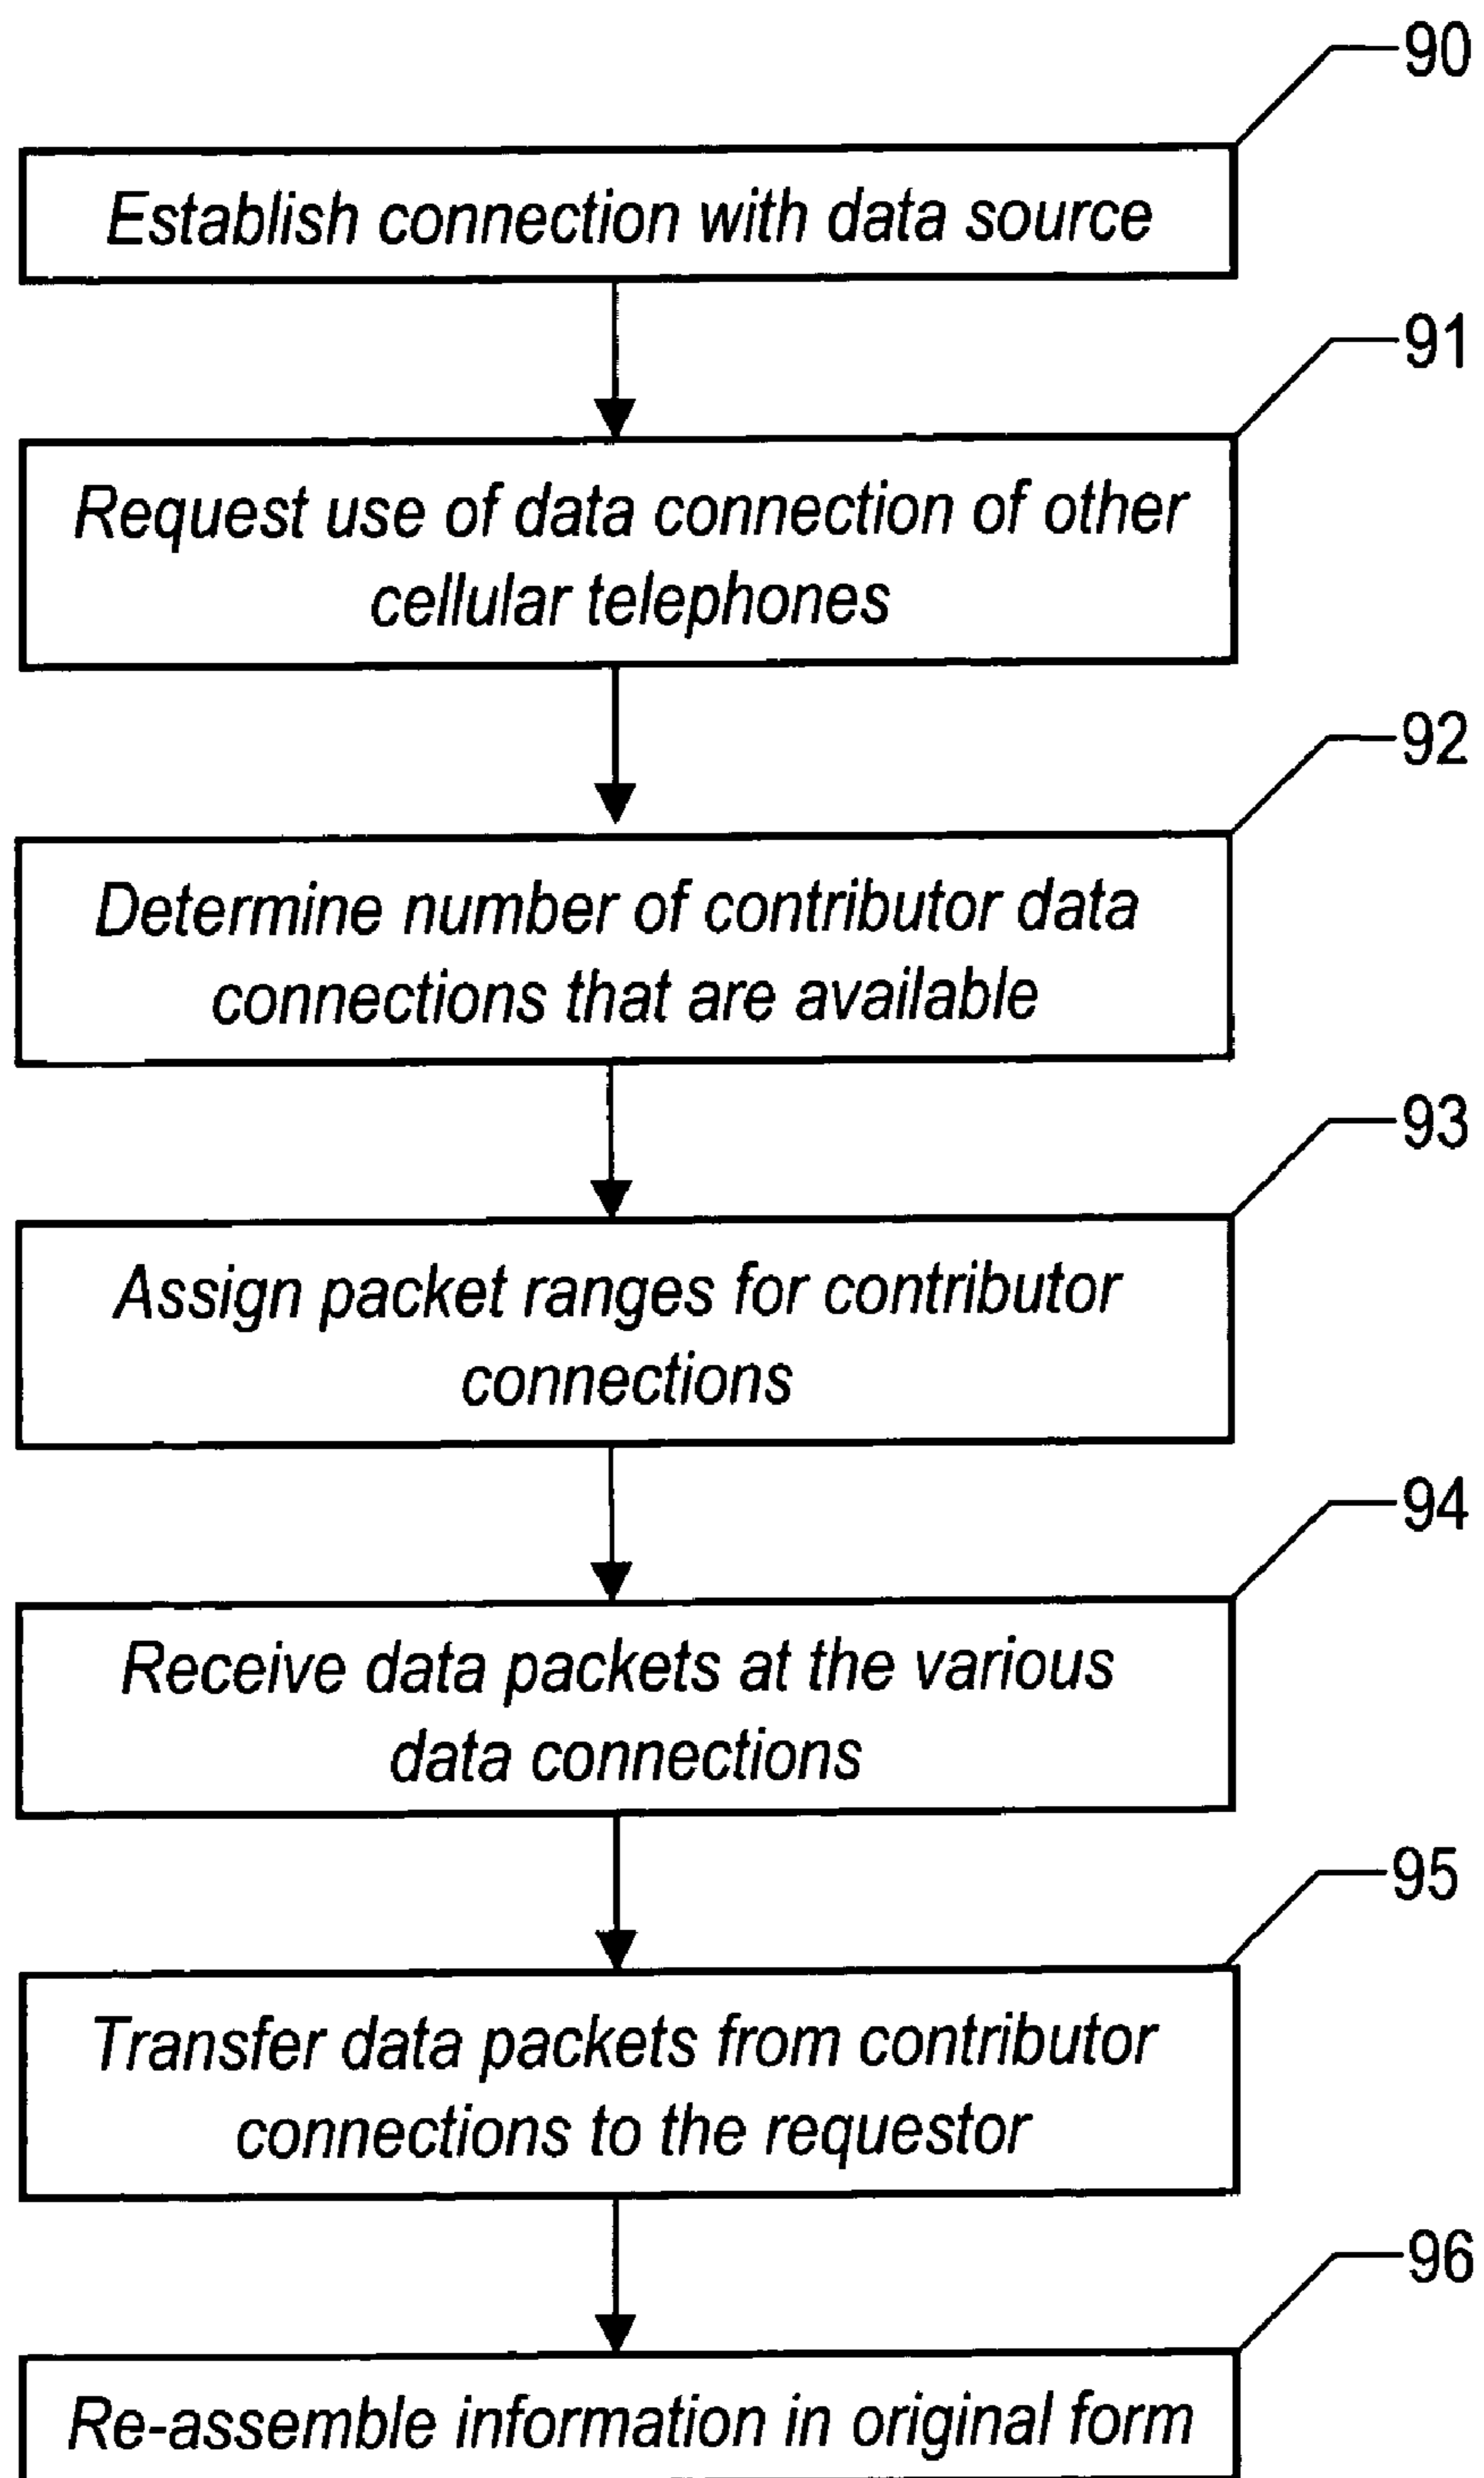 90
Establish connection with data source
91
Request use of data connection of other
cellular telephones
92
Determine number of contributor data
connections that are available
93
Assign packet ranges for contributor
connections
94
Receive data packets at the various
data connections
95
Transfer data packets from contributor
connections to the requestor
96
Re-assemble information in original form